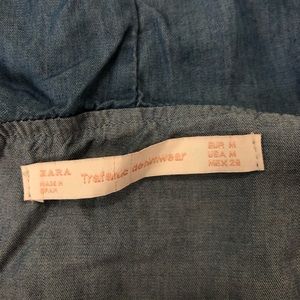 ZARA
MADE IN
SPAIN
Trafaluc denimwear
EUR M
USA M
MEX 28